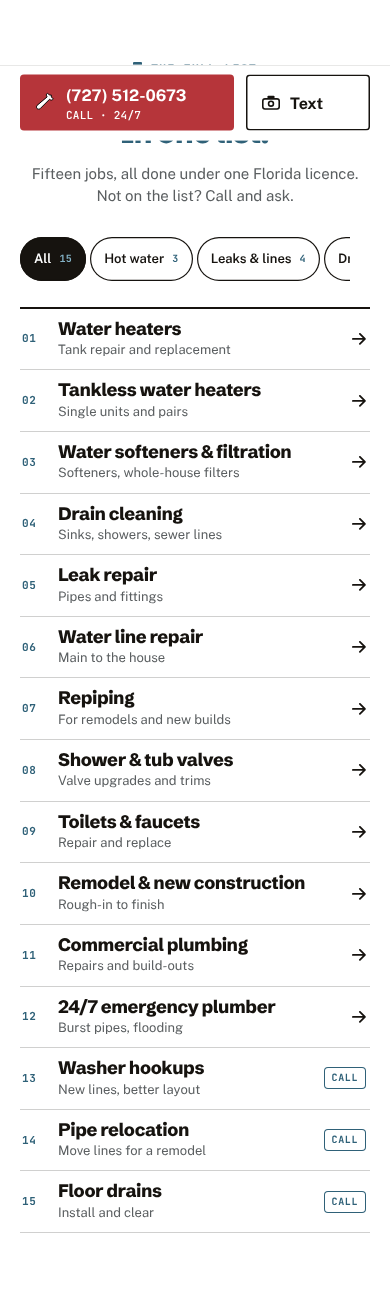 (727) 512-0673
CALL · 24/7
Text
Fifteen jobs, all done under one Florida licence.
Not on the list? Call and ask.
All 15
Hot water 3
Leaks & lines 4
01
Water heaters
Tank repair and replacement
02
Tankless water heaters
Single units and pairs
03
Water softeners & filtration
Softeners, whole-house filters
04
Drain cleaning
Sinks, showers, sewer lines
05
Leak repair
Pipes and fittings
06
Water line repair
Main to the house
07
Repiping
For remodels and new builds
08
Shower & tub valves
Valve upgrades and trims
09
Toilets & faucets
Repair and replace
10
Remodel & new construction
Rough-in to finish
11
Commercial plumbing
Repairs and build-outs
12
24/7 emergency plumber
Burst pipes, flooding
13
Washer hookups
New lines, better layout
CALL
14
Pipe relocation
Move lines for a remodel
CALL
15
Floor drains
Install and clear
CALL